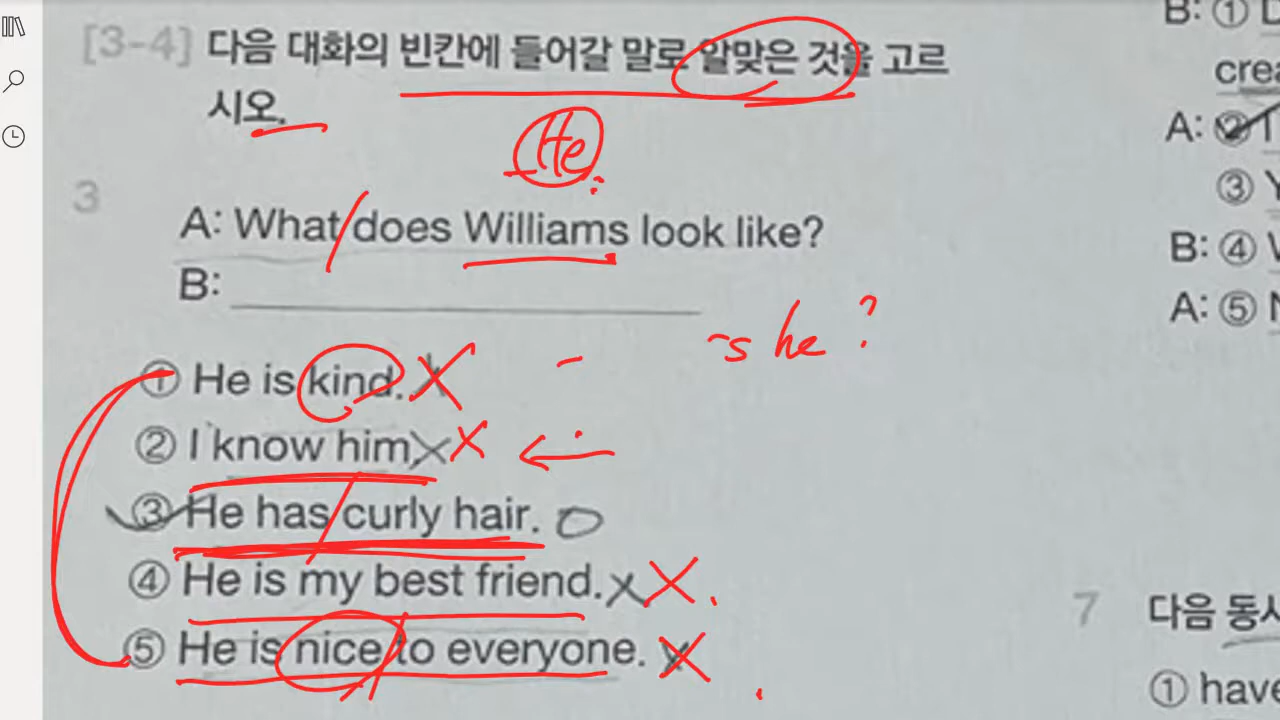 [3-4] 다음 대화의 빈칸에 들어갈 말로 알맞은 것을 고르
시오.
He
3
A: What does Williams look like?
B:
s he?
① He is kind.
② I know him
③ He has curly hair.
④ He is my best friend.
⑤ He is nice to everyone.
B: ①
A: ②
③
B: ④
A: ⑤
7 다음
① have